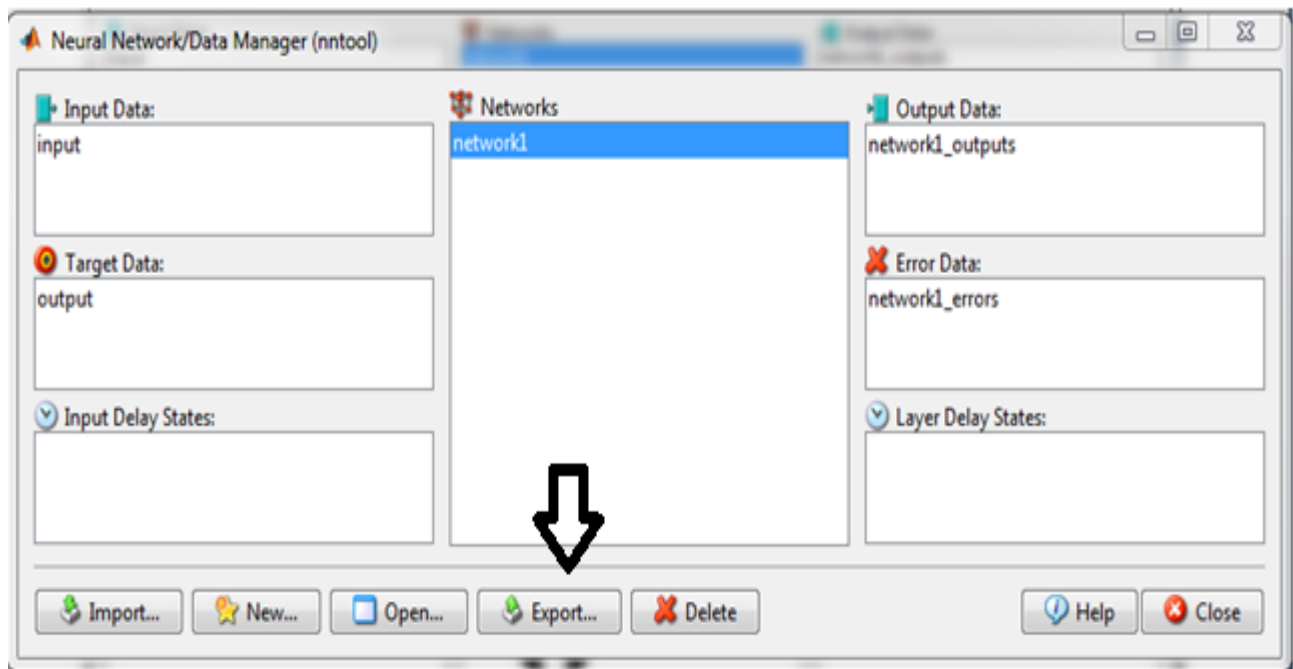 Neural Network/Data Manager (nntool)
Input Data:
input
Networks
network1
Output Data:
network1_outputs
Target Data:
output
Error Data:
network1_errors
Input Delay States:
Layer Delay States:
Import...
New...
Open...
Export...
Delete
Help
Close